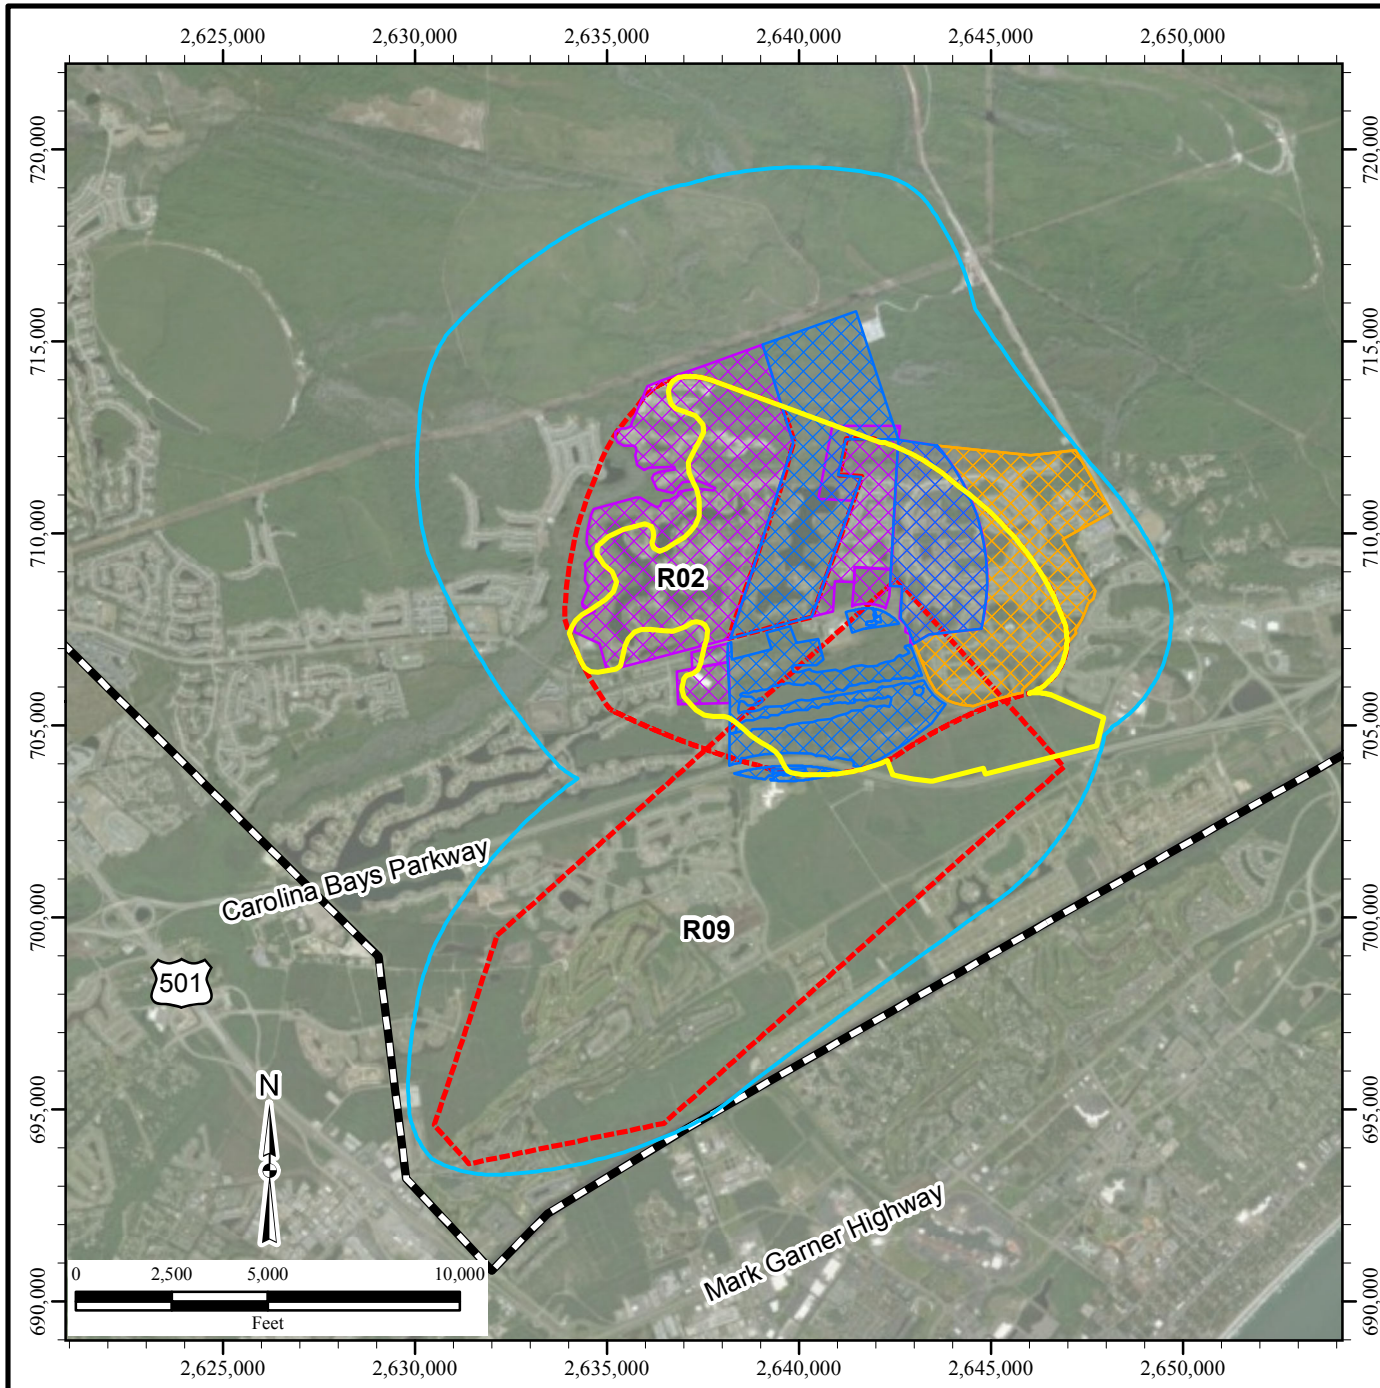 2,625,000 2,630,000 2,635,000 2,640,000 2,645,000 2,650,000
720,000 720,000
715,000 715,000
710,000 710,000
R02
705,000 705,000
Carolina Bays Parkway
700,000 700,000
R09
501
695,000 695,000
N
Mark Garner Highway
690,000 690,000
0 2,500 5,000 10,000
Feet
2,625,000 2,630,000 2,635,000 2,640,000 2,645,000 2,650,000